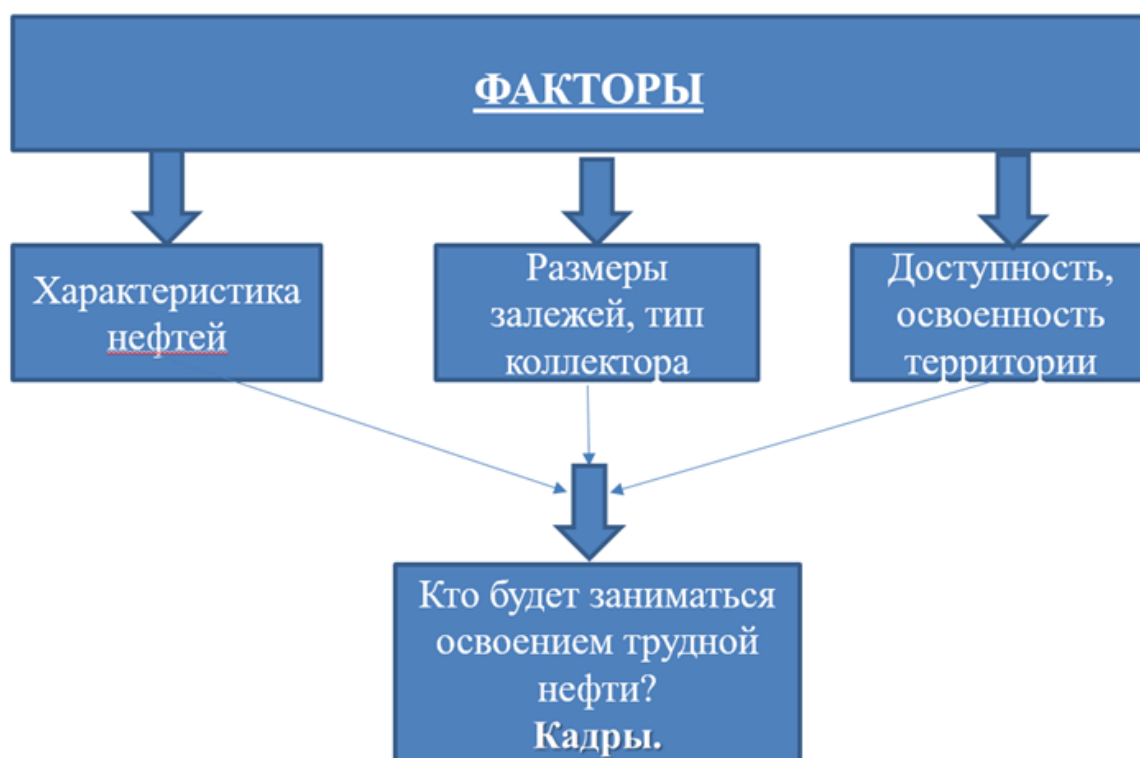 ФАКТОРЫ
Характеристика
нефтей
Размеры
залежей, тип
коллектора
Доступность,
освоенность
территории
Кто будет заниматься
освоением трудной
нефти?
Кадры.